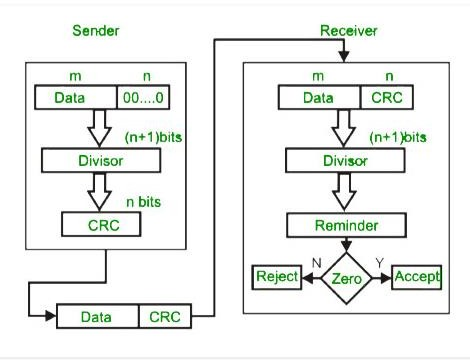 Sender
m n
Data 00....0
(n+1)bits
Divisor
n bits
CRC
Data CRC
Receiver
m n
Data CRC
(n+1)bits
Divisor
Reminder
N Y
Reject Zero Accept